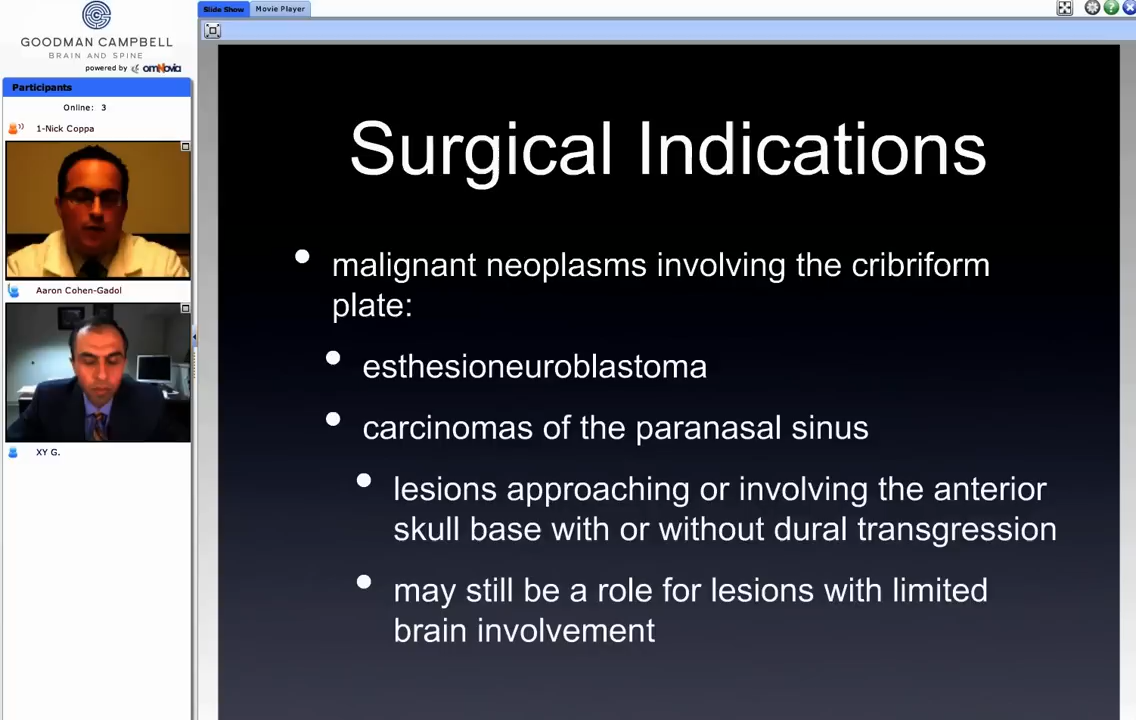 GOODMAN CAMPBELL
BRAIN AND SPINE
powered by omNovia
Participants
Online: 3
1-Nick Coppa
Aaron Cohen-Gadol
XY G.
Slide Show
Movie Player
Surgical Indications
• malignant neoplasms involving the cribriform
plate:
• esthesioneuroblastoma
• carcinomas of the paranasal sinus
• lesions approaching or involving the anterior
skull base with or without dural transgression
• may still be a role for lesions with limited
brain involvement